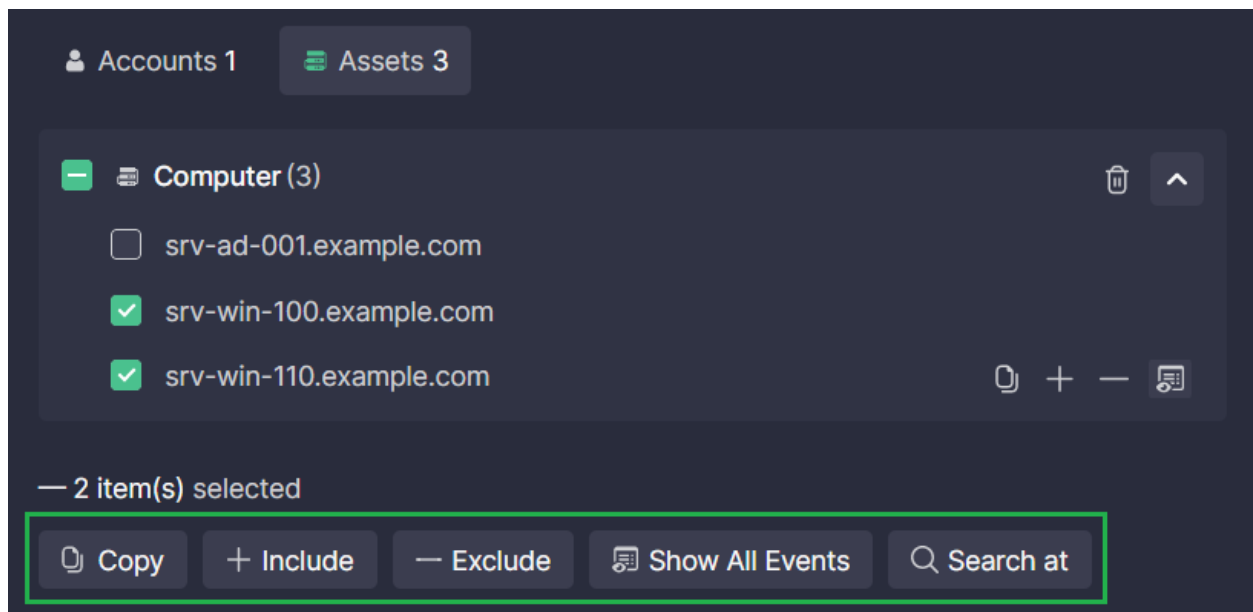 Accounts 1 Assets 3
Computer (3)
srv-ad-001.example.com
srv-win-100.example.com
srv-win-110.example.com
— 2 item(s) selected
Copy Include Exclude Show All Events Search at